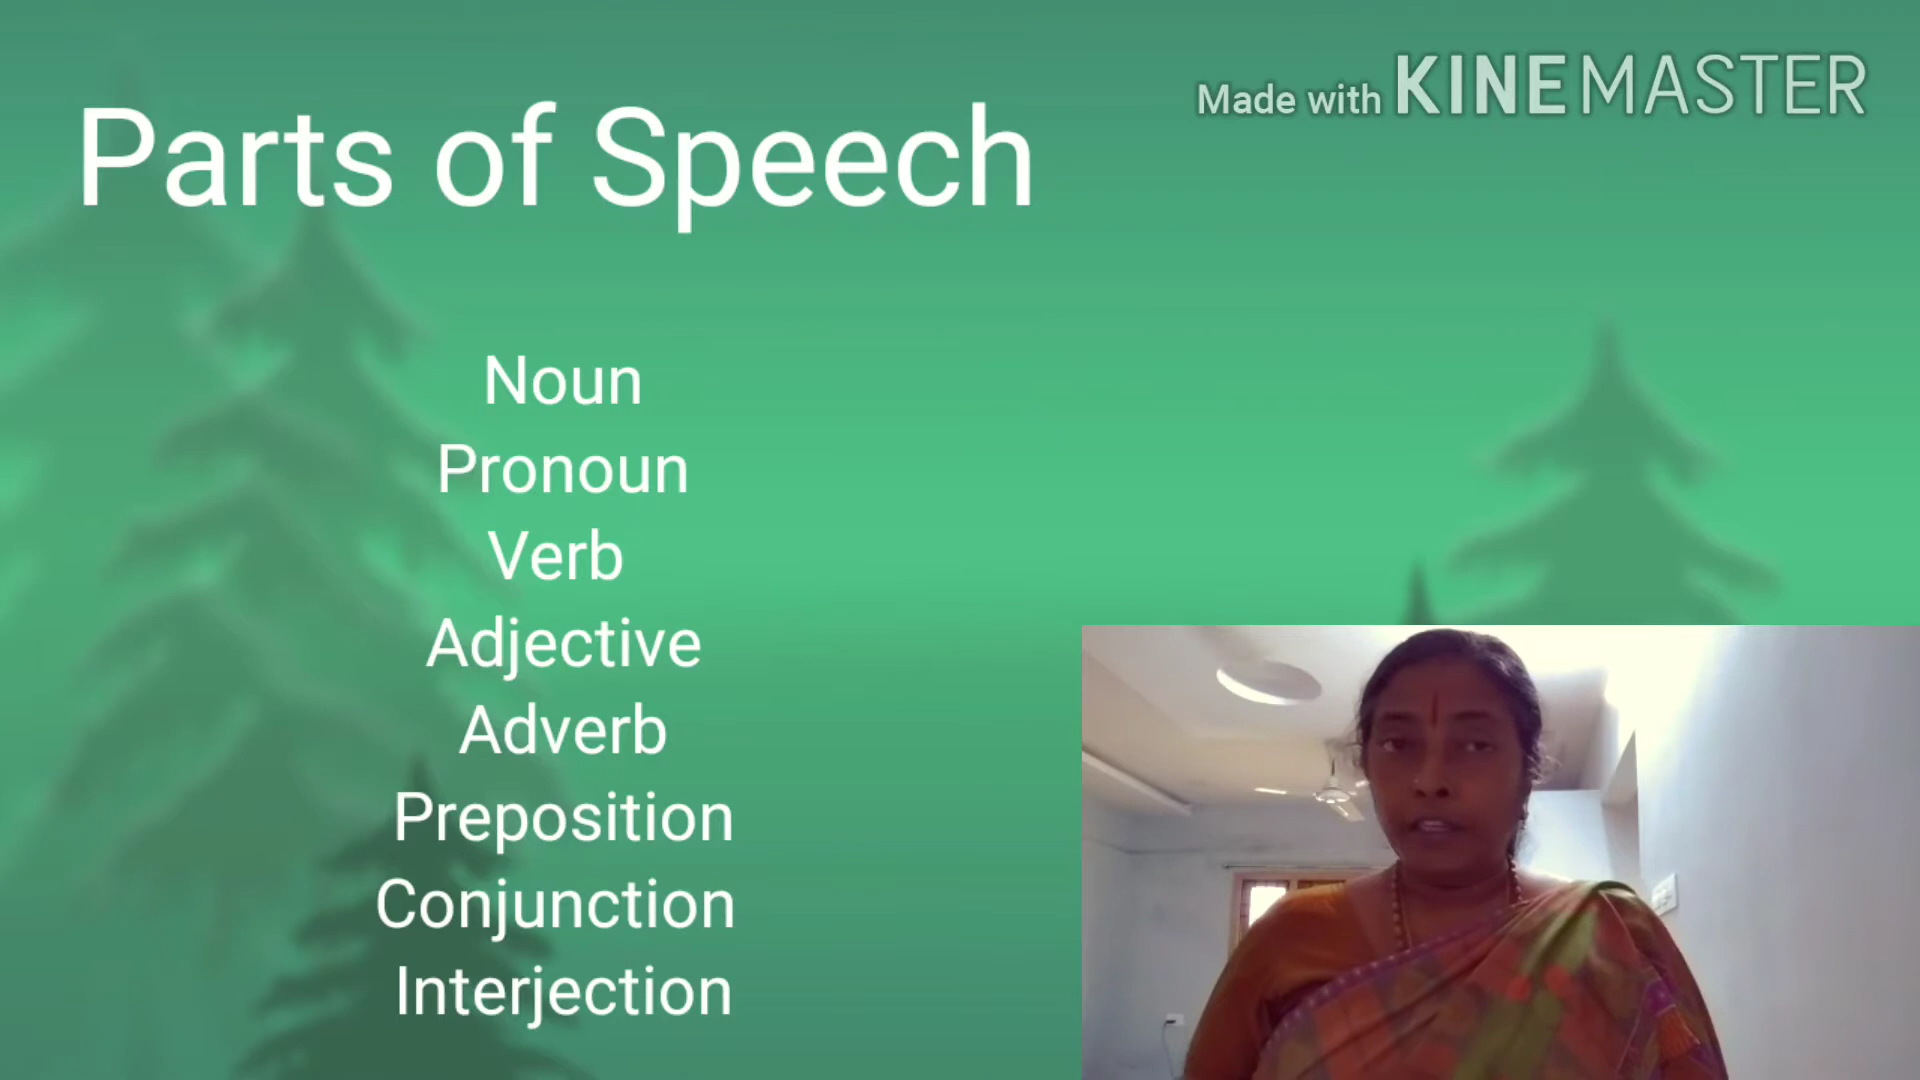 Made with KINEMASTER
Parts of Speech
Noun
Pronoun
Verb
Adjective
Adverb
Preposition
Conjunction
Interjection